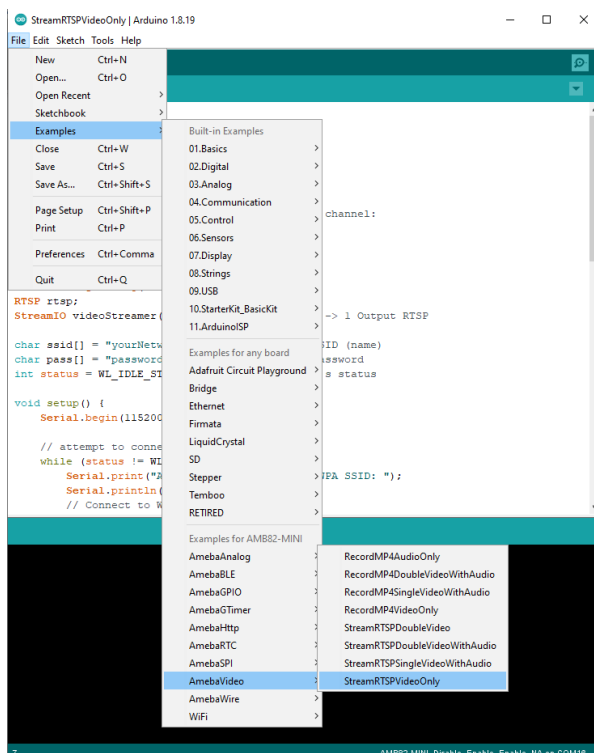 StreamRTSPVideoOnly | Arduino 1.8.19
File Edit Sketch Tools Help
New Ctrl+N
Open... Ctrl+O
Open Recent
Sketchbook
Examples
Close Ctrl+W
Save Ctrl+S
Save As... Ctrl+Shift+S
Page Setup Ctrl+Shift+P
Print Ctrl+P
Preferences Ctrl+Comma
Quit Ctrl+Q
Built-in Examples
01.Basics
02.Digital
03.Analog
04.Communication
05.Control
06.Sensors
07.Display
08.Strings
09.USB
10.StarterKit_BasicKit
11.ArduinoISP
Examples for any board
Adafruit Circuit Playground
Bridge
Ethernet
Firmata
LiquidCrystal
SD
Stepper
Temboo
RETIRED
Examples for AMB82-MINI
AmebaAnalog
AmebaBLE
AmebaGPIO
AmebaGTimer
AmebaHttp
AmebaRTC
AmebaSPI
AmebaVideo
AmebaWire
WiFi
RecordMP4AudioOnly
RecordMP4DoubleVideoWithAudio
RecordMP4SingleVideoWithAudio
RecordMP4VideoOnly
StreamRTSPDoubleVideo
StreamRTSPDoubleVideoWithAudio
StreamRTSPSingleVideoWithAudio
StreamRTSPVideoOnly
channel:
RTSP rtsp;
StreamIO videoStreamer( -> 1 Output RTSP
char ssid[] = "yourNetw SID (name)
char pass[] = "password ssword
int status = WL_IDLE_ST s status
void setup() {
Serial.begin(115200
// attempt to conne
while (status != WL
Serial.print("A WPA SSID: ");
Serial.println(
// Connect to W
7